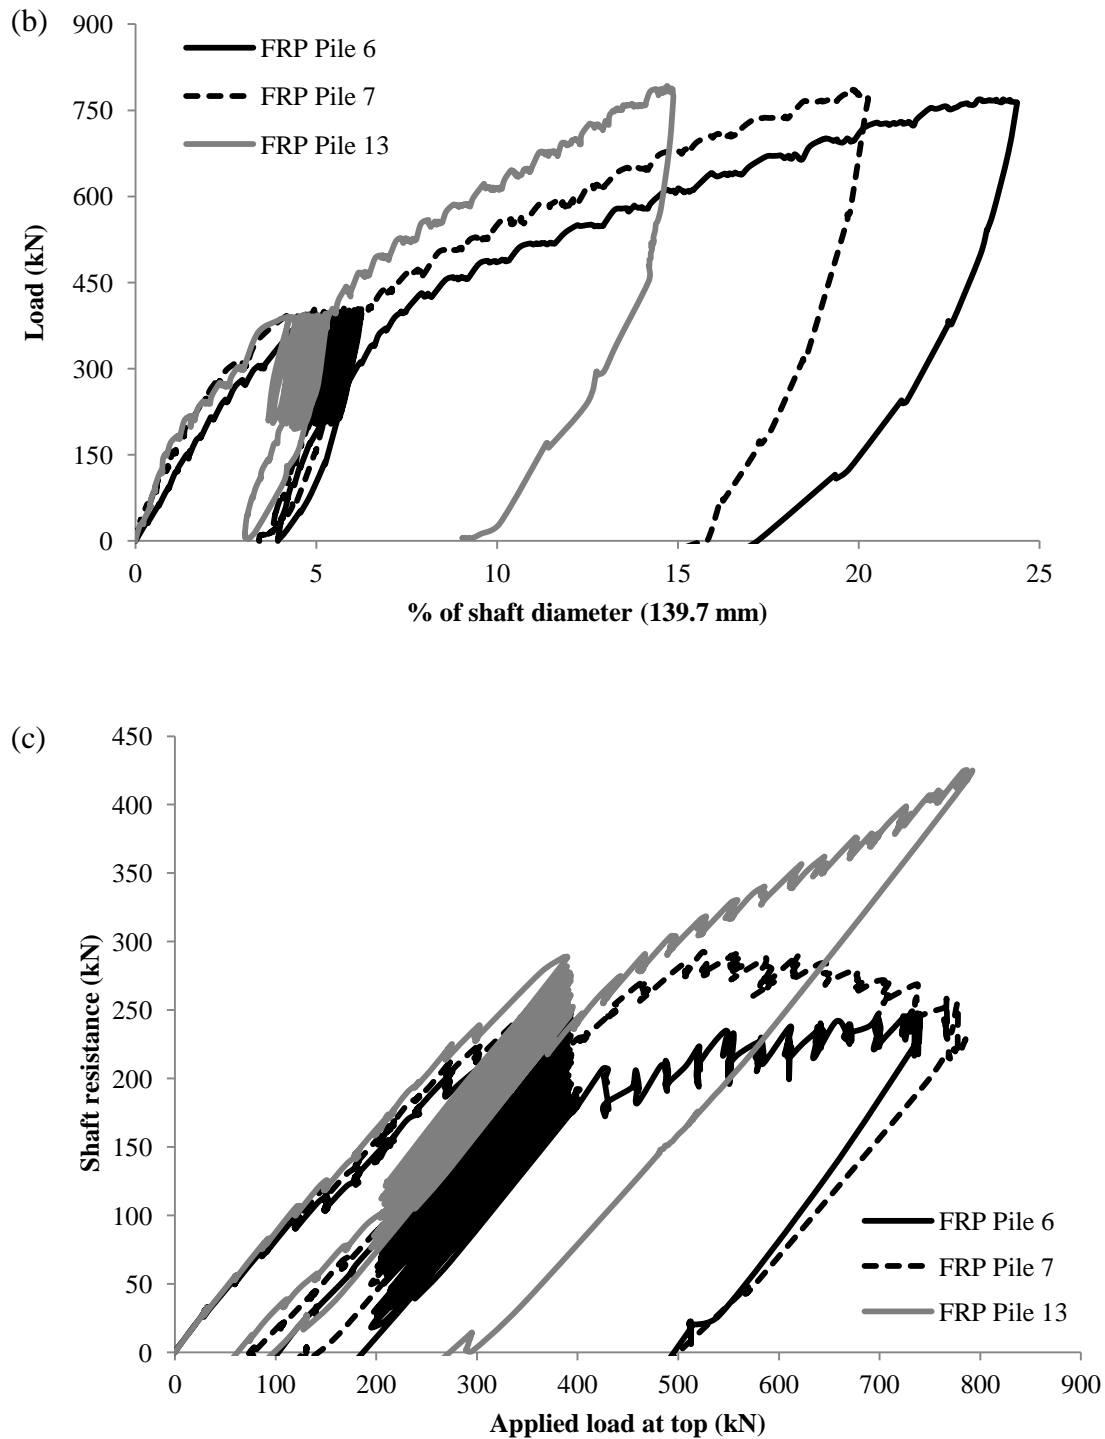 (b)
900
750
600
450
300
150
0
Load (kN)
FRP Pile 6
FRP Pile 7
FRP Pile 13
0 5 10 15 20 25
% of shaft diameter (139.7 mm)
(c)
450
400
350
300
250
200
150
100
50
0
Shaft resistance (kN)
FRP Pile 6
FRP Pile 7
FRP Pile 13
0 100 200 300 400 500 600 700 800 900
Applied load at top (kN)